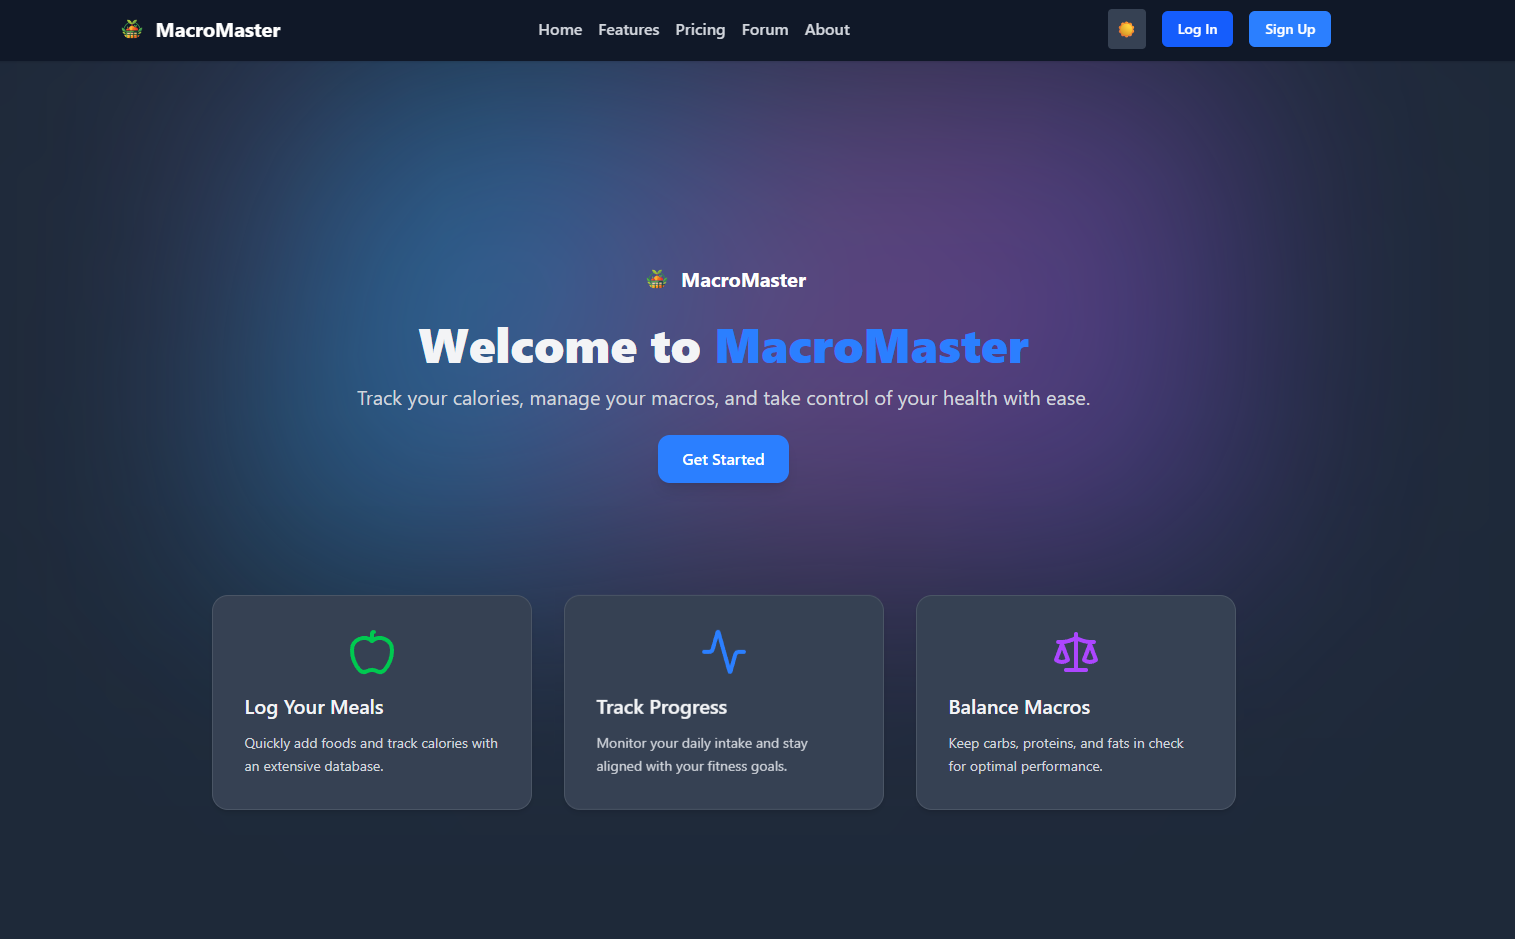 MacroMaster
Home Features Pricing Forum About
Log In
Sign Up
MacroMaster
Welcome to MacroMaster
Track your calories, manage your macros, and take control of your health with ease.
Get Started
Log Your Meals
Quickly add foods and track calories with
an extensive database.
Track Progress
Monitor your daily intake and stay
aligned with your fitness goals.
Balance Macros
Keep carbs, proteins, and fats in check
for optimal performance.